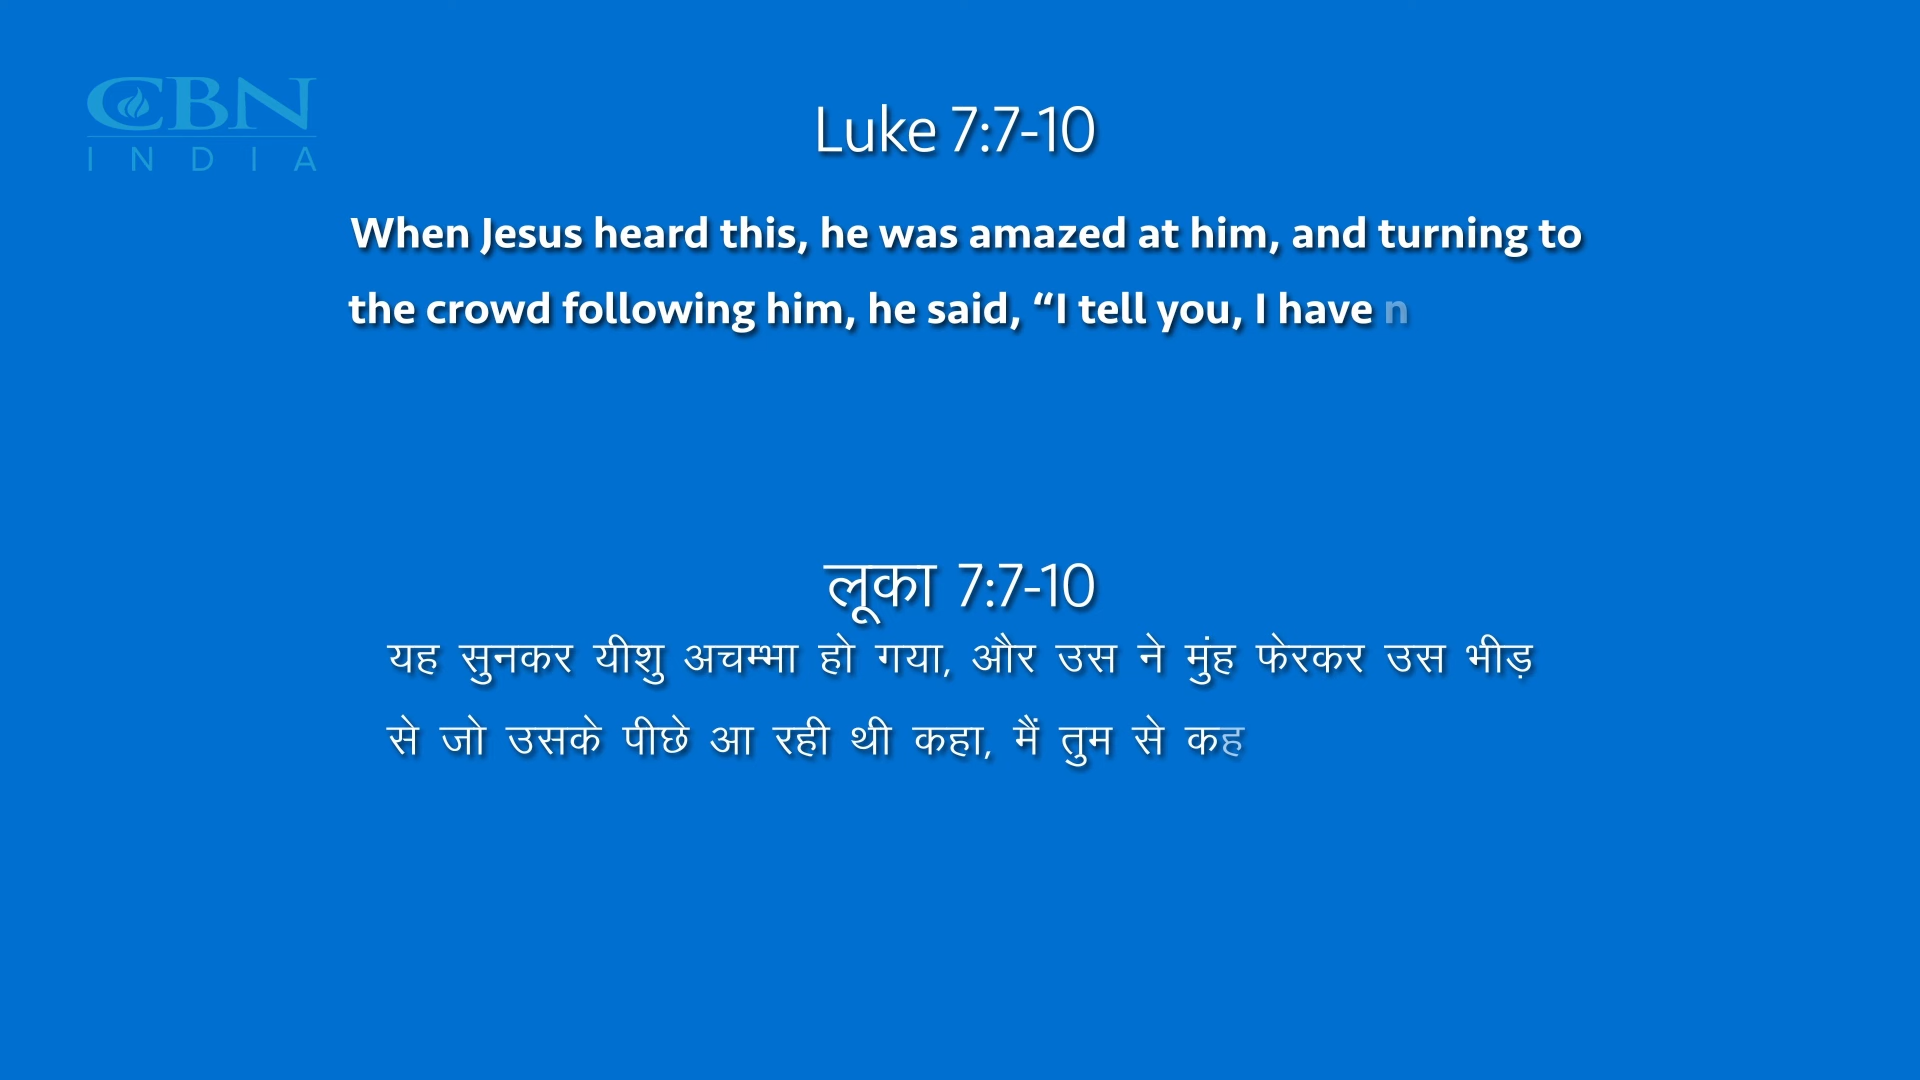 CBN
INDIA
Luke 7:7-10
When Jesus heard this, he was amazed at him, and turning to
the crowd following him, he said, “I tell you, I have n
लूका 7:7-10
यह सुनकर यीशु अचम्भा हो गया, और उस ने मुंह फेरकर उस भीड़
से जो उसके पीछे आ रही थी कहा, मैं तुम से कह